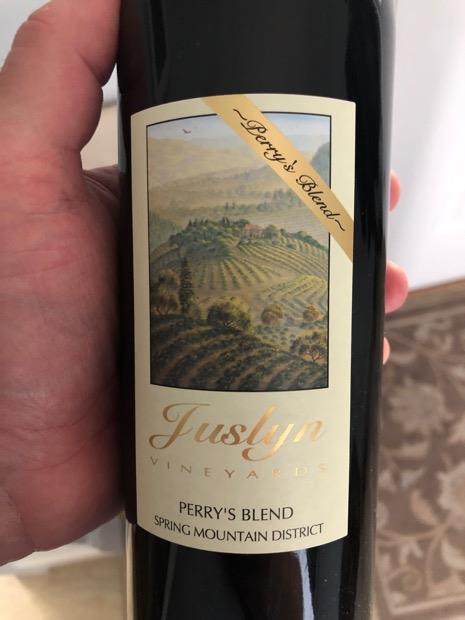 ~Perry's Blend~
Juslyn
VINEYARDS
PERRY'S BLEND
SPRING MOUNTAIN DISTRICT